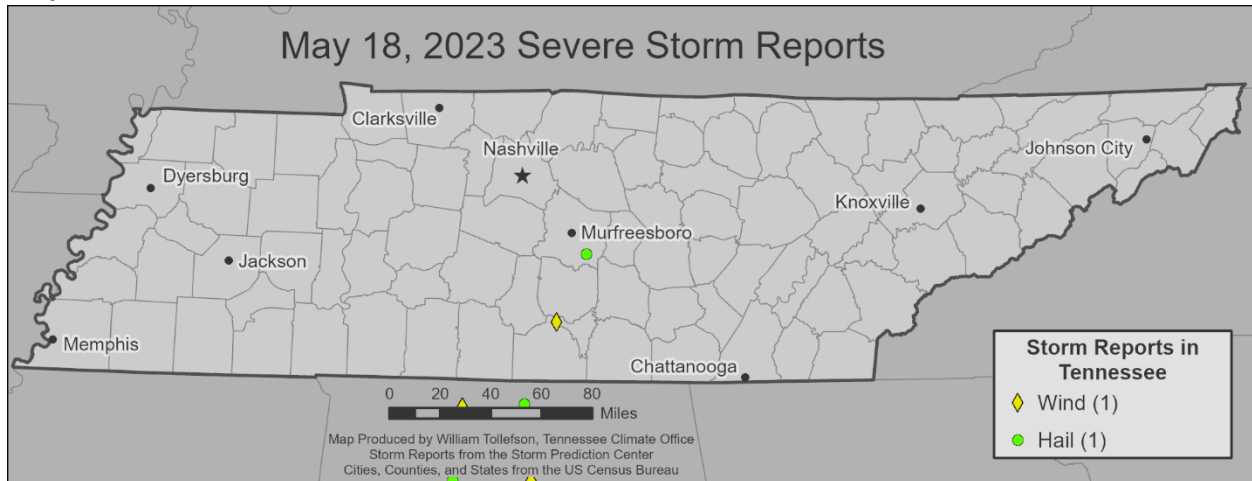 May 18, 2023 Severe Storm Reports
Clarksville
Nashville
Johnson City
Dyersburg
Knoxville
Murfreesboro
Jackson
Memphis
Chattanooga
Storm Reports in
Tennessee
Wind (1)
Hail (1)
0 20 40 60 80
Miles
Map Produced by William Tollefson, Tennessee Climate Office
Storm Reports from the Storm Prediction Center
Cities, Counties, and States from the US Census Bureau